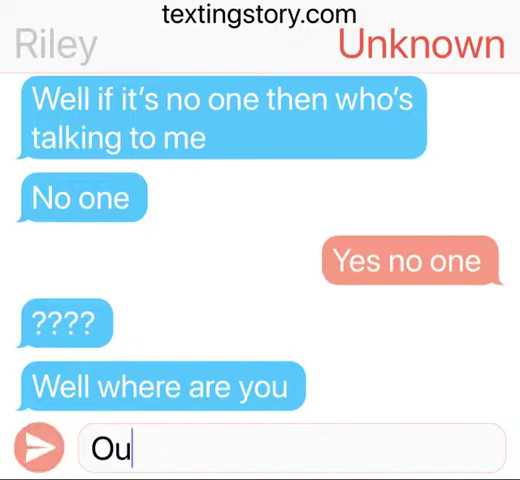 textingstory.com
Riley
Unknown
Well if it’s no one then who’s
talking to me
No one
Yes no one
????
Well where are you
Ou